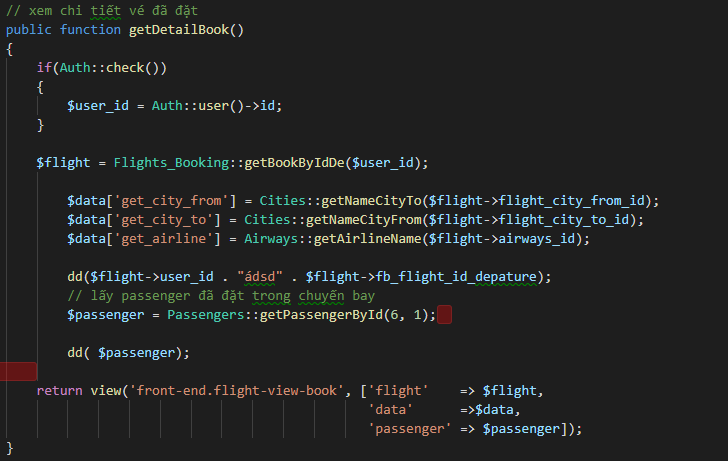 // xem chi tiết vé đã đặt
public function getDetailBook()
{
if(Auth::check())
{
$user_id = Auth::user()->id;
}
$flight = Flights_Booking::getBookByIdDe($user_id);
$data['get_city_from'] = Cities::getNameCityTo($flight->flight_city_from_id);
$data['get_city_to'] = Cities::getNameCityFrom($flight->flight_city_to_id);
$data['get_airline'] = Airways::getAirlineName($flight->airways_id);
dd($flight->user_id . "ádsd" . $flight->fb_flight_id_depature);
// lấy passenger đã đặt trong chuyến bay
$passenger = Passengers::getPassengerById(6, 1);
dd( $passenger);
return view('front-end.flight-view-book', ['flight' => $flight,
'data' =>$data,
'passenger' => $passenger]);
}